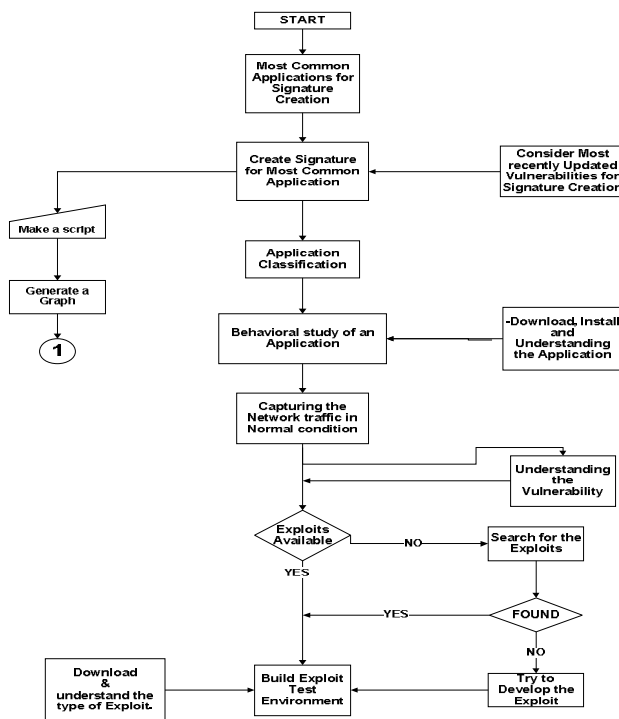 START
Most Common
Applications for
Signature
Creation
Create Signature
for Most Common
Application
Consider Most
recently Updated
Vulnerabilities for
Signature Creation
Make a script
Application
Classification
Generate a
Graph
1
Behavioral study of an
Application
-Download, Install
and
Understanding
the Application
Capturing the
Network traffic in
Normal condition
Understanding
the
Vulnerability
Exploits
Available
NO
Search for the
Exploits
YES
YES
FOUND
NO
Download
&
understand the
type of Exploit.
Build Exploit
Test
Environment
Try to
Develop the
Exploit